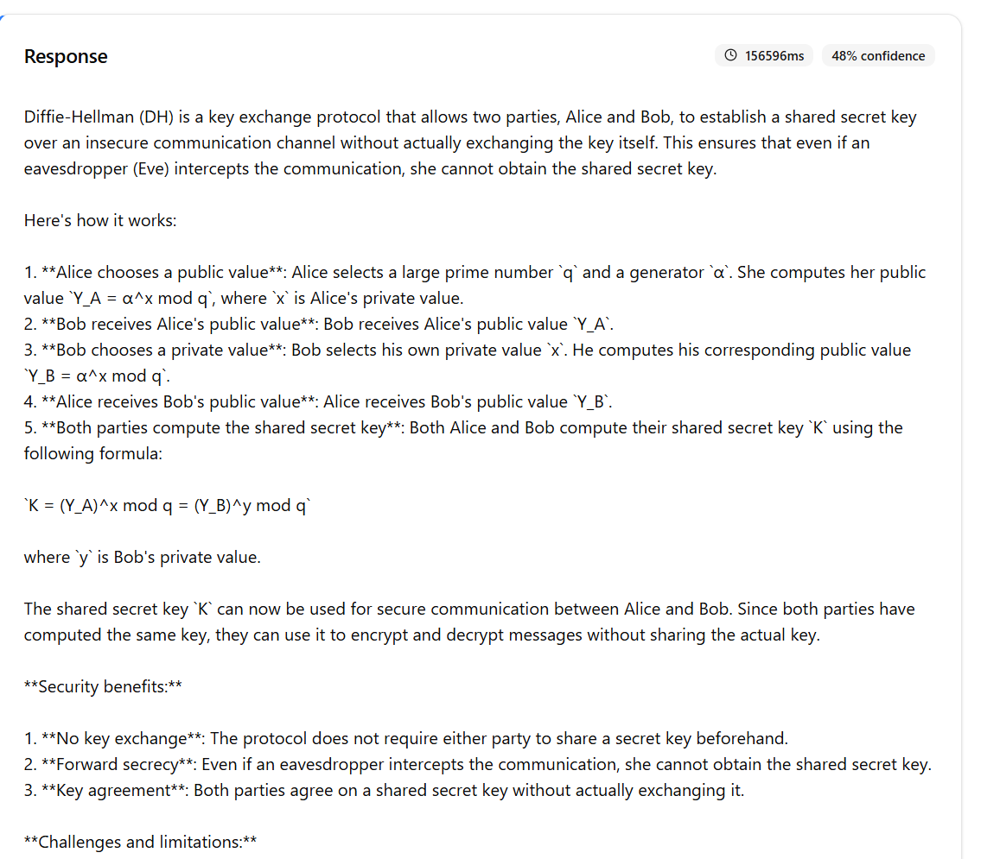 Response
156596ms
48% confidence
Diffie-Hellman (DH) is a key exchange protocol that allows two parties, Alice and Bob, to establish a shared secret key
over an insecure communication channel without actually exchanging the key itself. This ensures that even if an
eavesdropper (Eve) intercepts the communication, she cannot obtain the shared secret key.
Here's how it works:
1. **Alice chooses a public value**: Alice selects a large prime number `q` and a generator `α`. She computes her public
value `Y_A = α^x mod q`, where `x` is Alice's private value.
2. **Bob receives Alice's public value**: Bob receives Alice's public value `Y_A`.
3. **Bob chooses a private value**: Bob selects his own private value `x`. He computes his corresponding public value
`Y_B = α^x mod q`.
4. **Alice receives Bob's public value**: Alice receives Bob's public value `Y_B`.
5. **Both parties compute the shared secret key**: Both Alice and Bob compute their shared secret key `K` using the
following formula:
`K = (Y_A)^x mod q = (Y_B)^y mod q`
where `y` is Bob's private value.
The shared secret key `K` can now be used for secure communication between Alice and Bob. Since both parties have
computed the same key, they can use it to encrypt and decrypt messages without sharing the actual key.
**Security benefits:**
1. **No key exchange**: The protocol does not require either party to share a secret key beforehand.
2. **Forward secrecy**: Even if an eavesdropper intercepts the communication, she cannot obtain the shared secret key.
3. **Key agreement**: Both parties agree on a shared secret key without actually exchanging it.
**Challenges and limitations:**